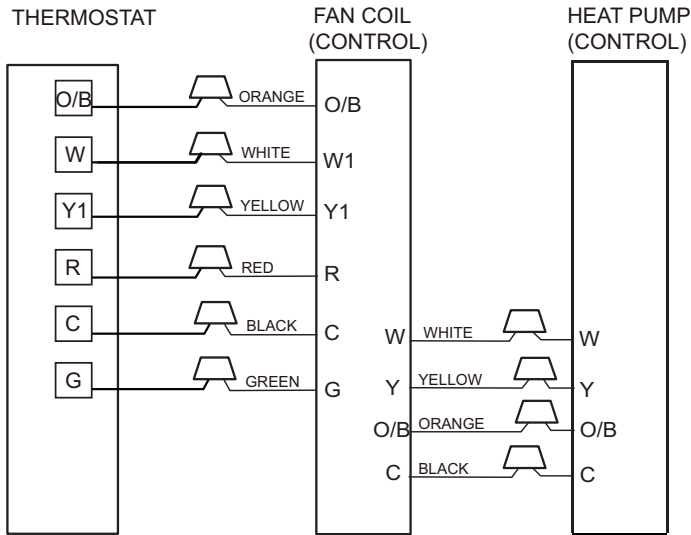 THERMOSTAT
FAN COIL
(CONTROL)
HEAT PUMP
(CONTROL)
O/B ORANGE O/B
W WHITE W1
Y1 YELLOW Y1
R RED R
C BLACK C
W WHITE W
G GREEN G
Y YELLOW Y
O/B ORANGE O/B
C BLACK C